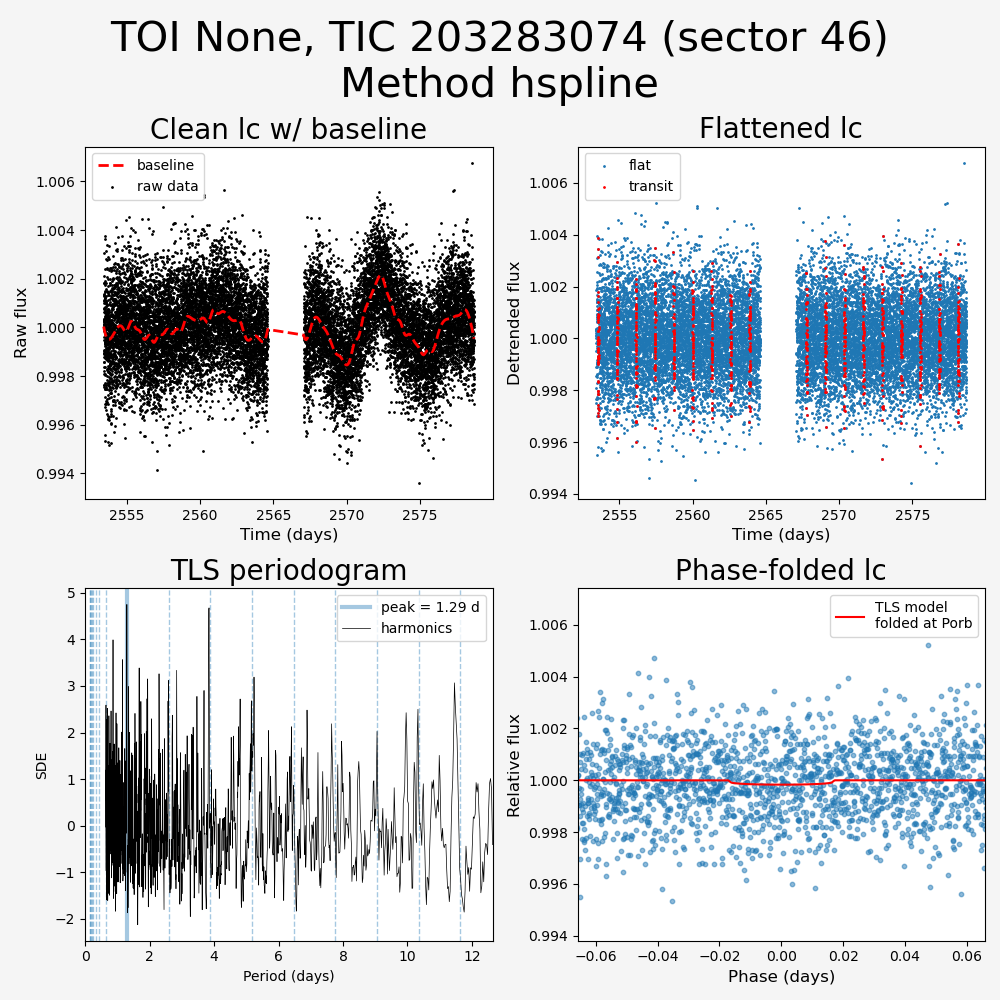 TOI None, TIC 203283074 (sector 46)
Method hspline
Clean lc w/ baseline
Flattened lc
baseline
raw data
flat
transit
1.006
1.004
1.002
1.000
0.998
0.996
0.994
Raw flux
2555
2560
2565
2570
2575
Time (days)
1.006
1.004
1.002
1.000
0.998
0.996
0.994
Detrended flux
2555
2560
2565
2570
2575
Time (days)
TLS periodogram
Phase-folded lc
peak = 1.29 d
harmonics
5
4
3
2
1
0
−1
−2
SDE
0
2
4
6
8
10
12
Period (days)
TLS model
folded at Porb
1.006
1.004
1.002
1.000
0.998
0.996
0.994
Relative flux
−0.06
−0.04
−0.02
0.00
0.02
0.04
0.06
Phase (days)